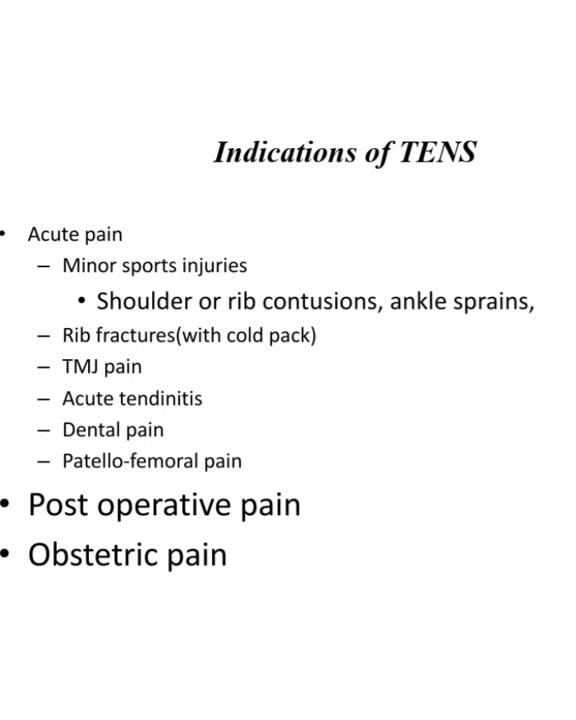 Indications of TENS
• Acute pain
– Minor sports injuries
• Shoulder or rib contusions, ankle sprains,
– Rib fractures(with cold pack)
– TMJ pain
– Acute tendinitis
– Dental pain
– Patello-femoral pain
• Post operative pain
• Obstetric pain